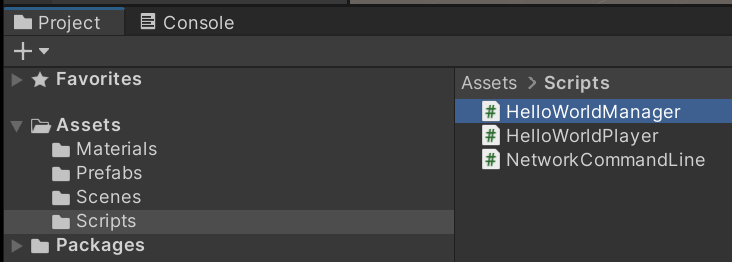 Project
Console
Favorites
Assets
Materials
Prefabs
Scenes
Scripts
Packages
Assets > Scripts
HelloWorldManager
HelloWorldPlayer
NetworkCommandLine